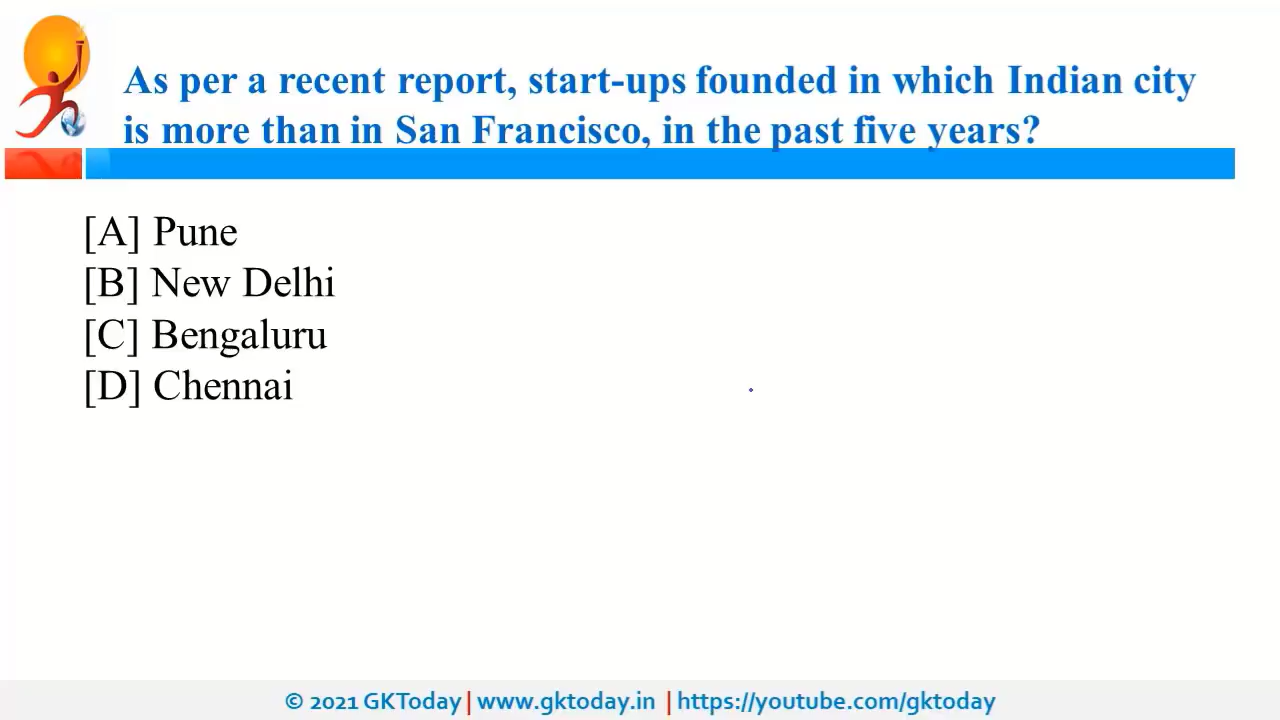 As per a recent report, start-ups founded in which Indian city
is more than in San Francisco, in the past five years?
[A] Pune
[B] New Delhi
[C] Bengaluru
[D] Chennai
© 2021 GKToday | www.gktoday.in | https://youtube.com/gktoday